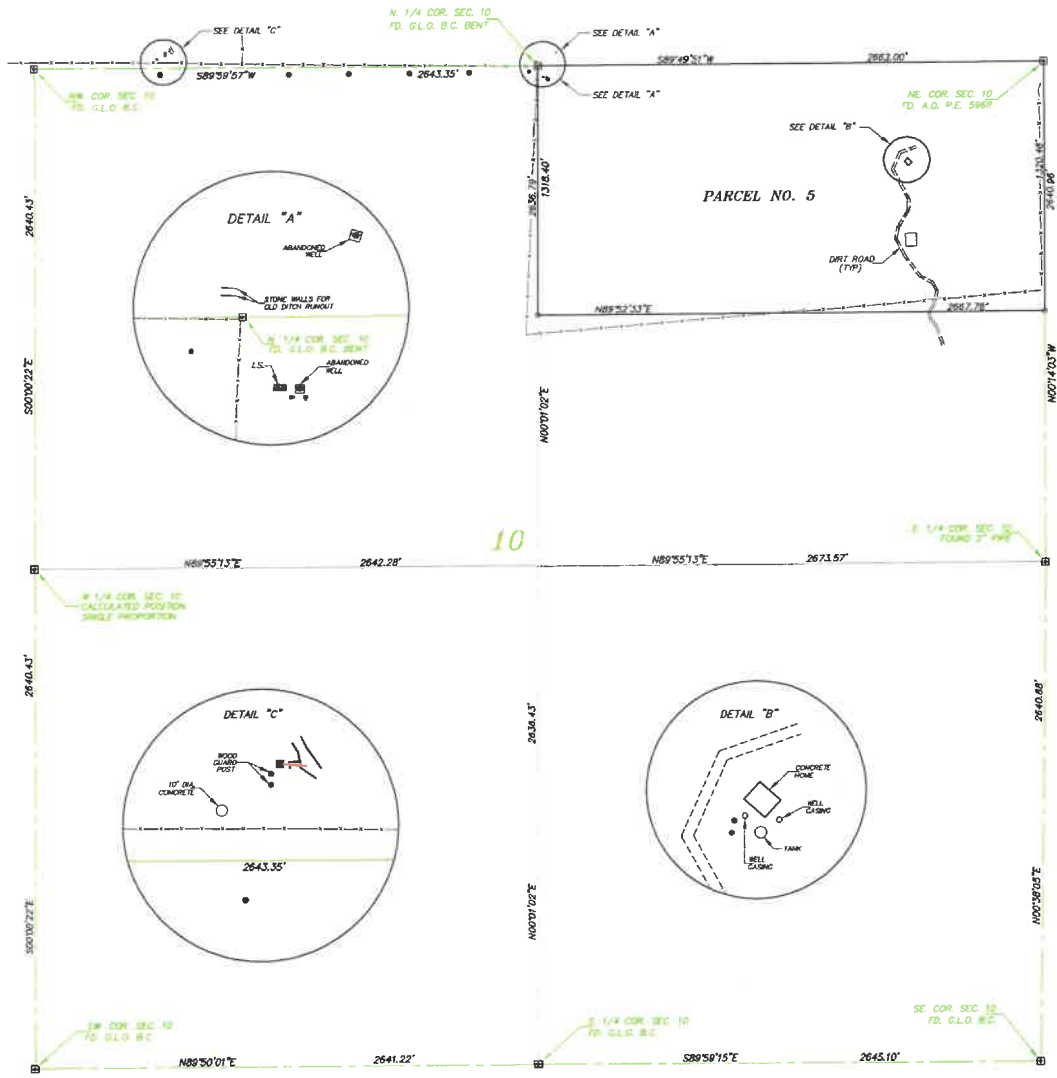 N. 1/4 COR. SEC. 10
FD. G.L.O. B.C. BENT
SEE DETAIL "C"
SEE DETAIL "A"
S89°59'57"W
2643.35'
S89°49'51"W
2662.00'
NW COR. SEC. 10
FD. G.L.O. B.C.
SEE DETAIL "A"
NE. COR. SEC. 10
FD. A.D. P.E. 5968
SEE DETAIL "B"
2640.43'
2636.79'
1318.40'
PARCEL NO. 5
1320.48'
2640.96'
DETAIL "A"
ABANDONED
WELL
DIRT ROAD
(TYP)
STONE WALLS FOR
OLD DITCH RUNOUT
N. 1/4 COR. SEC. 10
FD. G.L.O. B.C. BENT
N89°52'33"E
2667.78'
I.S.
ABANDONED
WELL
S00°00'22"E
N00°01'02"E
N00°14'03"W
10
E 1/4 COR. SEC. 10
FOUND 2" PIPE
N89°55'13"E
2642.28'
N89°55'13"E
2673.57'
W 1/4 COR. SEC. 10
CALCULATED POSITION
SINGLE PROPORTION
2640.43'
2636.43'
2640.88'
DETAIL "C"
WOOD
GUARD
POST
10" DIA.
CONCRETE
2643.35'
DETAIL "B"
CONCRETE
HOME
WELL
CASING
TANK
WELL
CASING
S00°00'22"E
N00°01'02"E
N00°38'05"E
SW COR. SEC. 10
FD. G.L.O. B.C.
S 1/4 COR. SEC. 10
FD. G.L.O. B.C.
SE. COR. SEC. 10
FD. G.L.O. B.C.
N89°50'01"E
2641.22'
S89°59'15"E
2645.10'